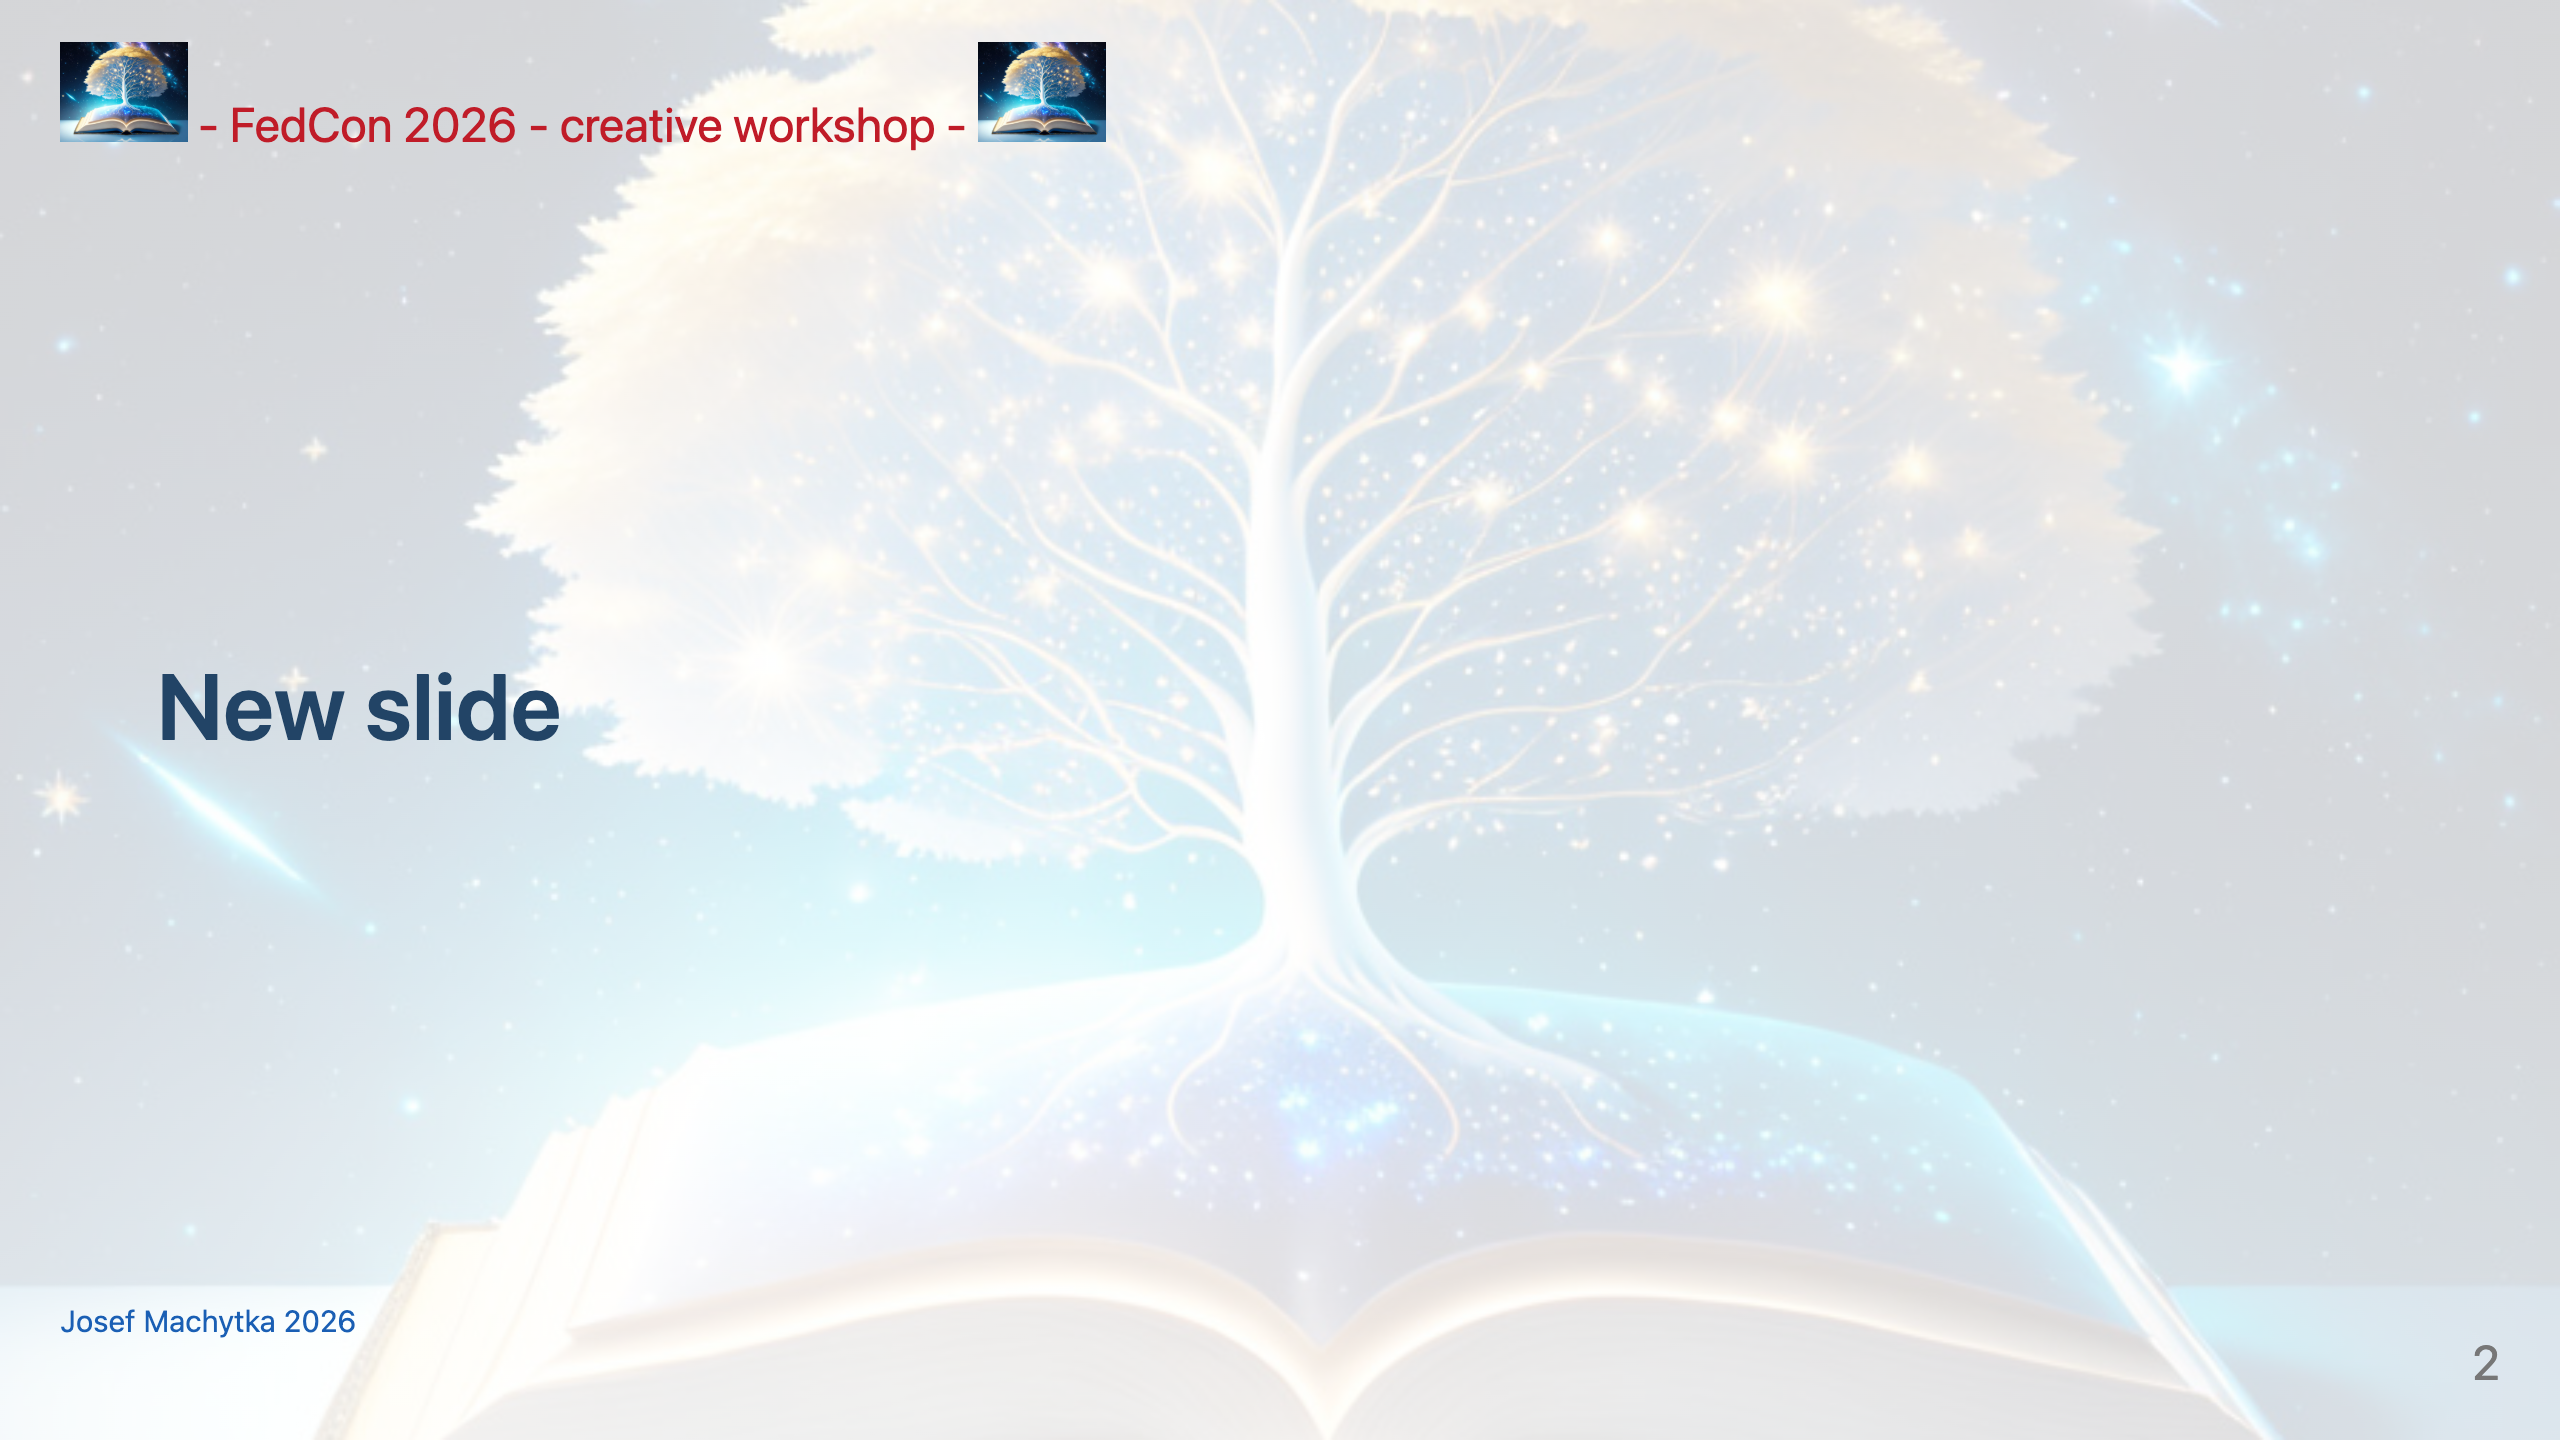 - FedCon 2026 - creative workshop -
New slide
Josef Machytka 2026
2